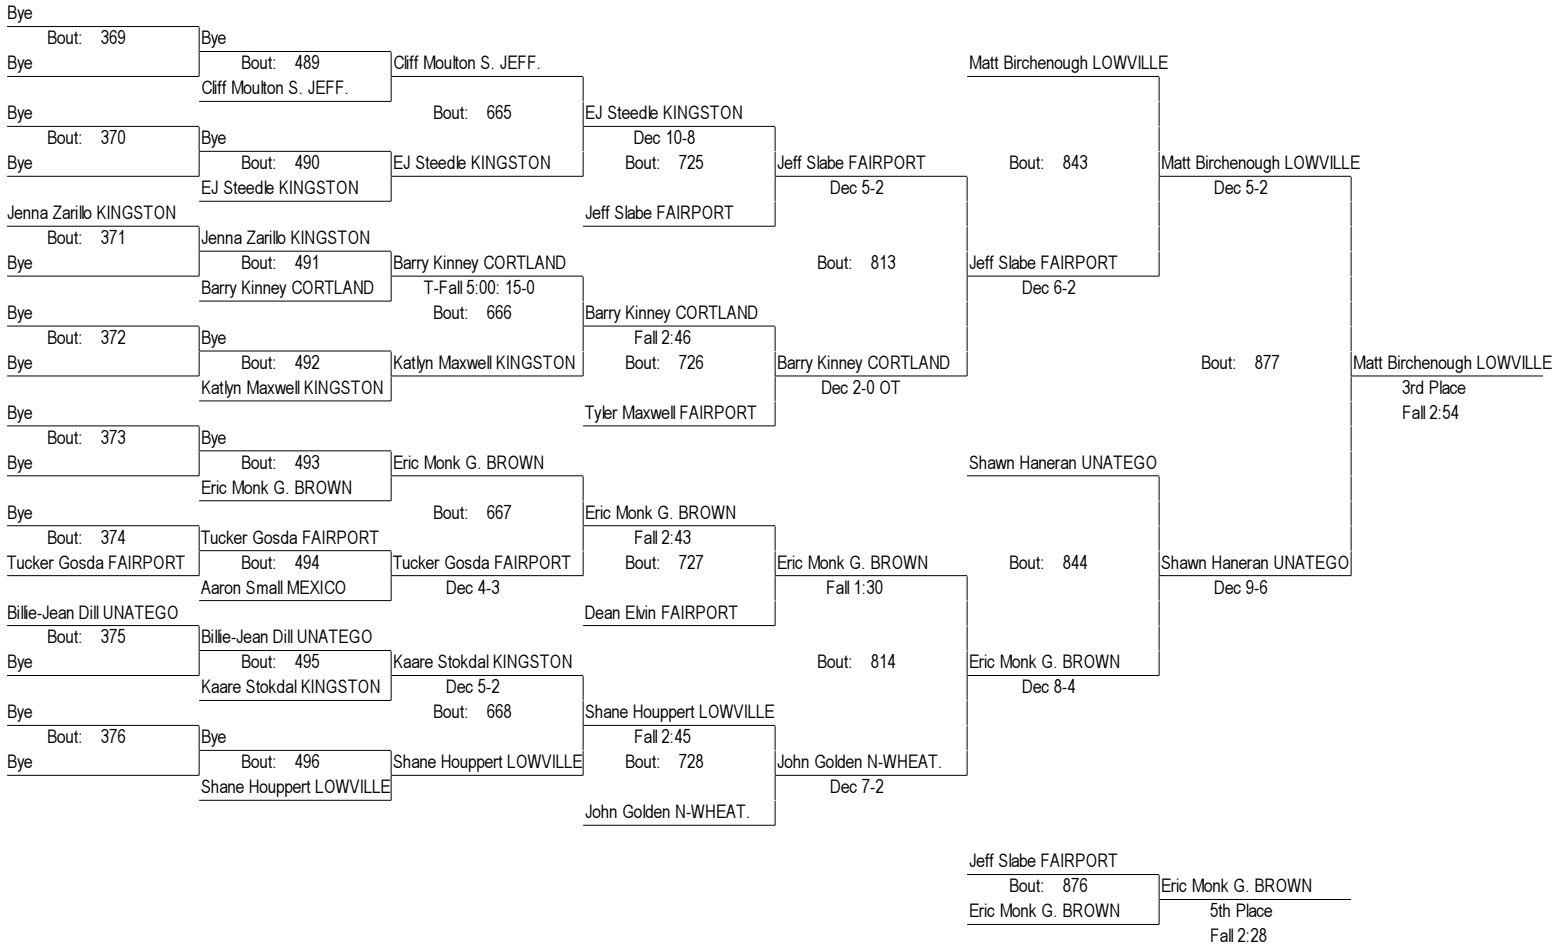 Bye
Bout: 369
Bye
Bye
Bout: 489
Cliff Moulton S. JEFF.
Cliff Moulton S. JEFF.
Matt Birchenough LOWVILLE
Bye
Bout: 665
EJ Steedle KINGSTON
Bout: 370
Bye
Dec 10-8
Bye
Bout: 490
EJ Steedle KINGSTON
Bout: 725
Jeff Slabe FAIRPORT
Bout: 843
Matt Birchenough LOWVILLE
EJ Steedle KINGSTON
Dec 5-2
Dec 5-2
Jenna Zarillo KINGSTON
Jeff Slabe FAIRPORT
Bout: 371
Jenna Zarillo KINGSTON
Bye
Bout: 491
Barry Kinney CORTLAND
Bout: 813
Jeff Slabe FAIRPORT
Barry Kinney CORTLAND
T-Fall 5:00: 15-0
Dec 6-2
Bye
Bout: 666
Barry Kinney CORTLAND
Bout: 372
Bye
Fall 2:46
Bye
Bout: 492
Katlyn Maxwell KINGSTON
Bout: 726
Barry Kinney CORTLAND
Bout: 877
Matt Birchenough LOWVILLE
Katlyn Maxwell KINGSTON
Dec 2-0 OT
3rd Place
Bye
Tyler Maxwell FAIRPORT
Fall 2:54
Bout: 373
Bye
Bye
Bout: 493
Eric Monk G. BROWN
Shawn Haneran UNATEGO
Eric Monk G. BROWN
Bye
Bout: 667
Eric Monk G. BROWN
Bout: 374
Tucker Gosda FAIRPORT
Fall 2:43
Tucker Gosda FAIRPORT
Bout: 494
Tucker Gosda FAIRPORT
Bout: 727
Eric Monk G. BROWN
Bout: 844
Shawn Haneran UNATEGO
Aaron Small MEXICO
Dec 4-3
Fall 1:30
Dec 9-6
Billie-Jean Dill UNATEGO
Dean Elvin FAIRPORT
Bout: 375
Billie-Jean Dill UNATEGO
Bye
Bout: 495
Kaare Stokdal KINGSTON
Bout: 814
Eric Monk G. BROWN
Kaare Stokdal KINGSTON
Dec 5-2
Dec 8-4
Bye
Bout: 668
Shane Houppert LOWVILLE
Bout: 376
Bye
Fall 2:45
Bye
Bout: 496
Shane Houppert LOWVILLE
Bout: 728
John Golden N-WHEAT.
Shane Houppert LOWVILLE
Dec 7-2
John Golden N-WHEAT.
Jeff Slabe FAIRPORT
Bout: 876
Eric Monk G. BROWN
Eric Monk G. BROWN
5th Place
Fall 2:28